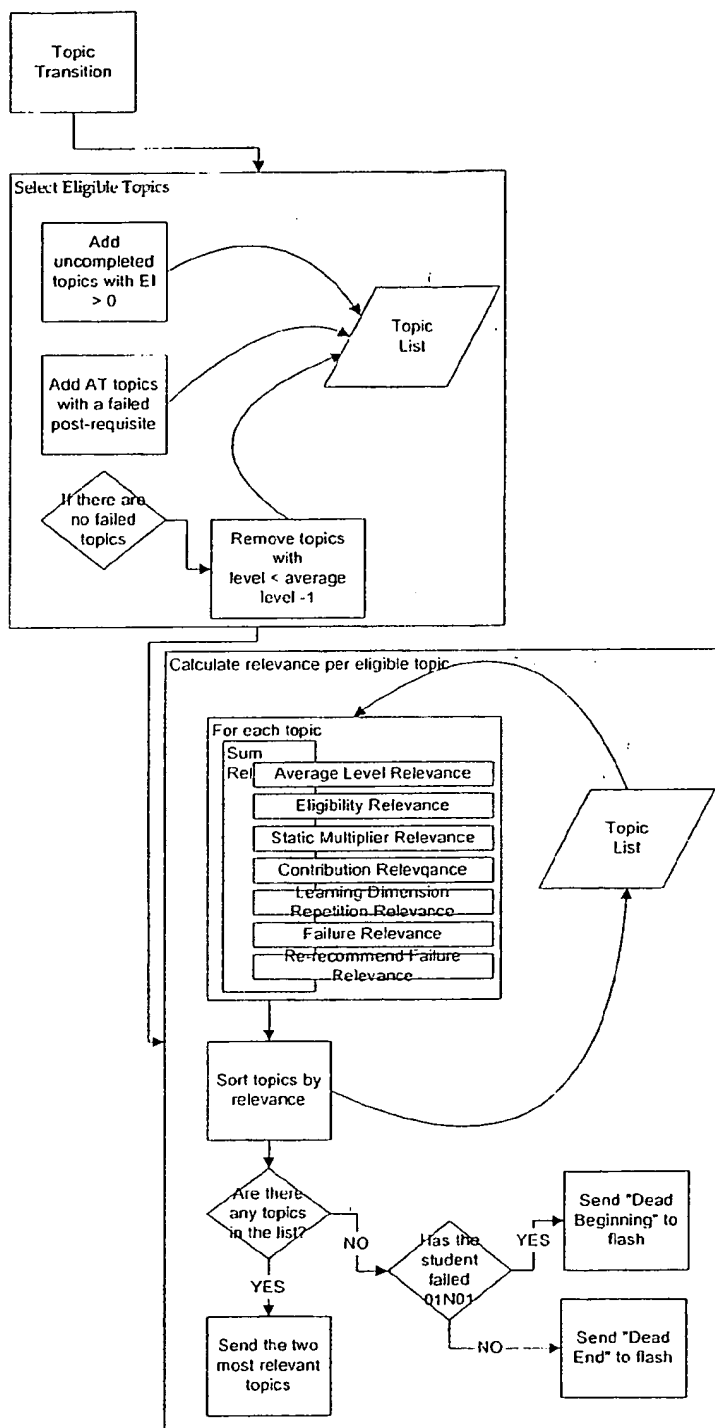 Topic
Transition
Select Eligible Topics
Add
uncompleted
topics with EI
> 0
Topic
List
Add AT topics
with a failed
post-requisite
If there are
no failed
topics
Remove topics
with
level < average
level -1
Calculate relevance per eligible topic
For each topic
Sum
Rel
Average Level Relevance
Eligibility Relevance
Static Multiplier Relevance
Contribution Relevqance
Learning Dimension
Repetition Relevance
Failure Relevance
Re-recommend Failure
Relevance
Topic
List
Sort topics by
relevance
Are there
any topics
in the list?
NO
Has the
student
failed
01N01
YES
Send "Dead
Beginning" to
flash
YES
NO
Send the two
most relevant
topics
Send "Dead
End" to flash